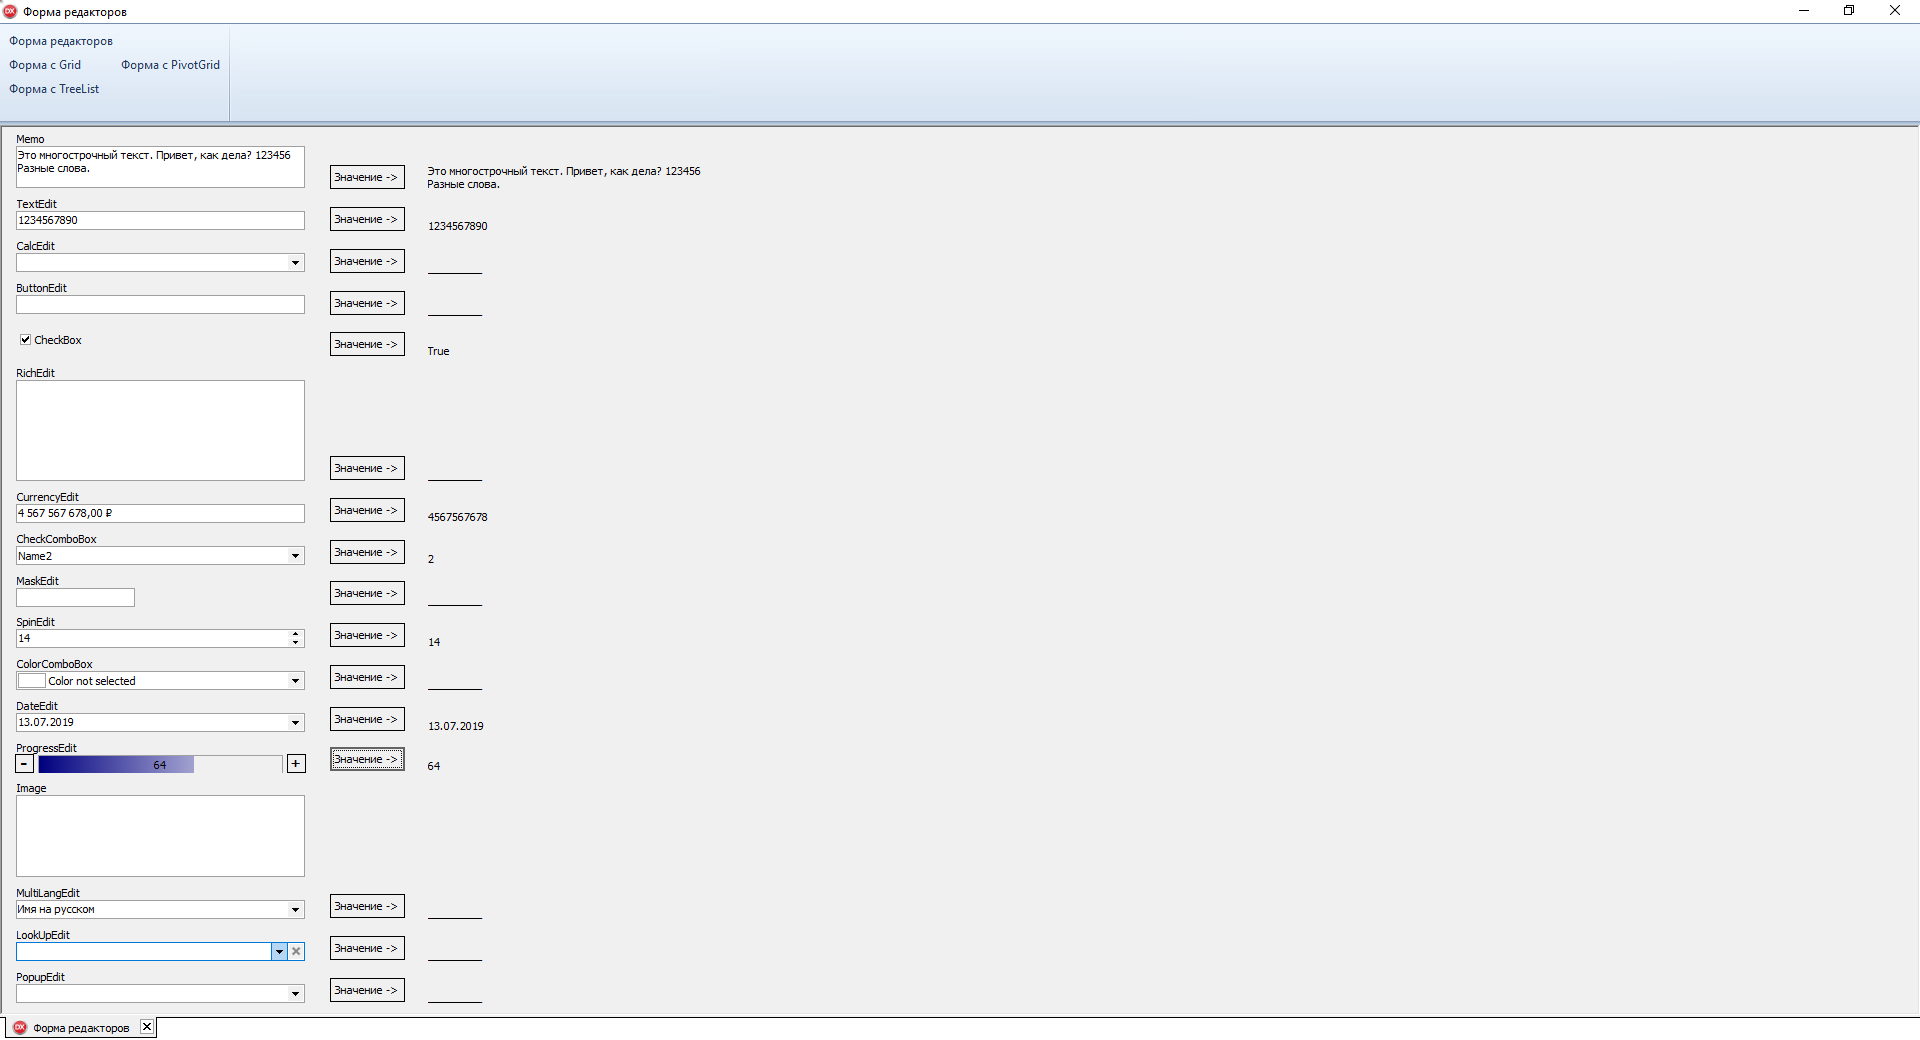 Форма редакторов
Форма редакторов
Форма с Grid Форма с PivotGrid
Форма с TreeList
Memo
Это многострочный текст. Привет, как дела? 123456
Разные слова.
Значение ->
Это многострочный текст. Привет, как дела? 123456
Разные слова.
TextEdit
1234567890
Значение ->
1234567890
CalcEdit
Значение ->
ButtonEdit
Значение ->
CheckBox
Значение ->
True
RichEdit
Значение ->
CurrencyEdit
4 567 567 678,00 ₽
Значение ->
4567567678
CheckComboBox
Name2
Значение ->
2
MaskEdit
Значение ->
SpinEdit
14
Значение ->
14
ColorComboBox
Color not selected
Значение ->
DateEdit
13.07.2019
Значение ->
13.07.2019
ProgressEdit
- 64 +
Значение ->
64
Image
MultiLangEdit
Имя на русском
Значение ->
LookUpEdit
Значение ->
PopupEdit
Значение ->
DX Форма редакторов